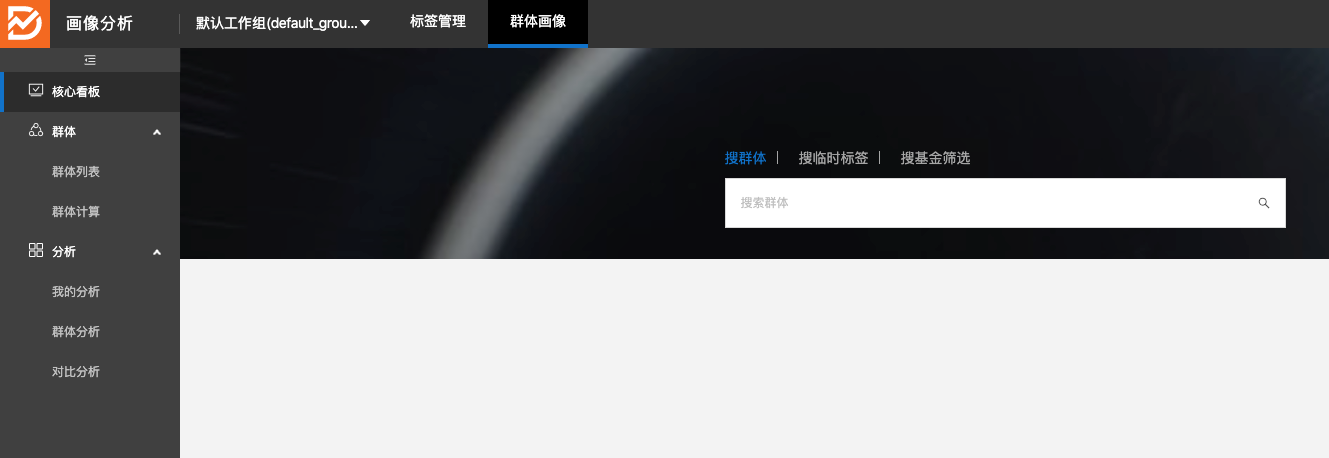 画像分析
默认工作组(default_grou...
标签管理
群体画像
核心看板
群体
群体列表
群体计算
分析
我的分析
群体分析
对比分析
搜群体
搜临时标签
搜基金筛选
搜索群体